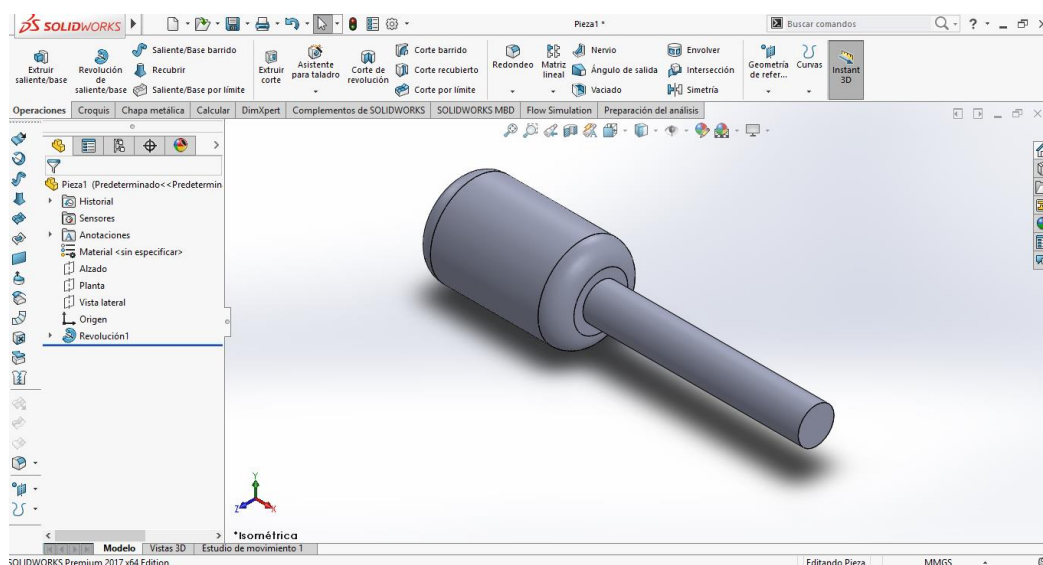 SOLIDWORKS
Pieza1 *
Buscar comandos
Extruir saliente/base
Revolución de saliente/base
Saliente/Base barrido
Recubrir
Saliente/Base por límite
Extruir corte
Asistente para taladro
Corte de revolución
Corte barrido
Corte recubierto
Corte por límite
Redondeo
Matriz lineal
Nervio
Ángulo de salida
Vaciado
Envolver
Intersección
Simetría
Geometría de refer...
Curvas
Instant 3D
Operaciones Croquis Chapa metálica Calcular DimXpert Complementos de SOLIDWORKS SOLIDWORKS MBD Flow Simulation Preparación del análisis
Pieza1 (Predeterminado<<Predetermin
Historial
Sensores
Anotaciones
Material <sin especificar>
Alzado
Planta
Vista lateral
Origen
Revolución1
Y
Z X
*Isométrica
Modelo Vistas 3D Estudio de movimiento 1
SOLIDWORKS Premium 2017 x64 Edition Editando Pieza MMGS